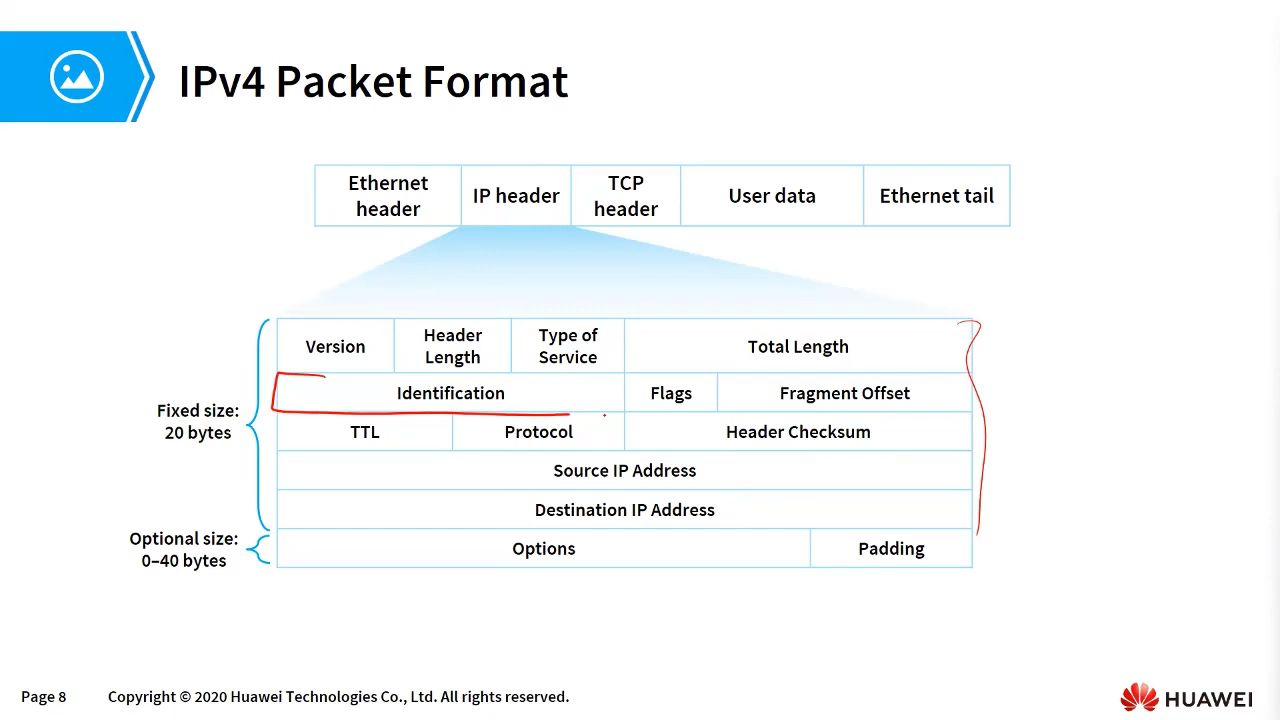 IPv4 Packet Format
Ethernet
header
IP header
TCP
header
User data
Ethernet tail
Version
Header
Length
Type of
Service
Total Length
Identification
Flags
Fragment Offset
Fixed size:
20 bytes
TTL
Protocol
Header Checksum
Source IP Address
Destination IP Address
Optional size:
0–40 bytes
Options
Padding
Page 8
Copyright © 2020 Huawei Technologies Co., Ltd. All rights reserved.
HUAWEI